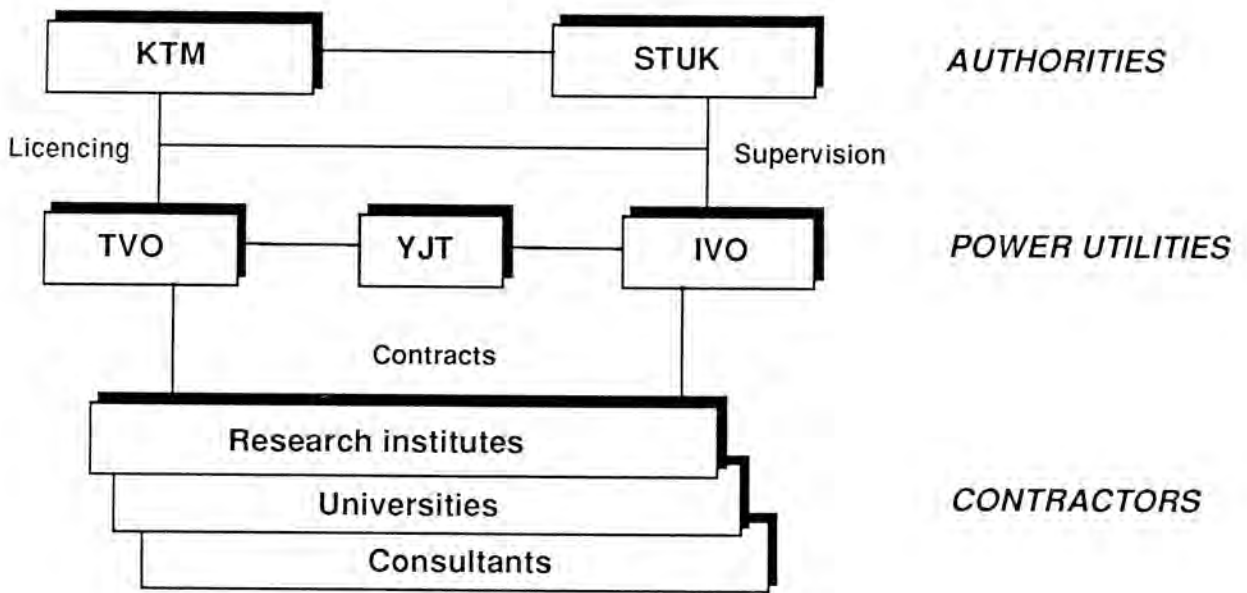 KTM
STUK
AUTHORITIES
Licencing
Supervision
TVO
YJT
IVO
POWER UTILITIES
Contracts
Research institutes
Universities
CONTRACTORS
Consultants